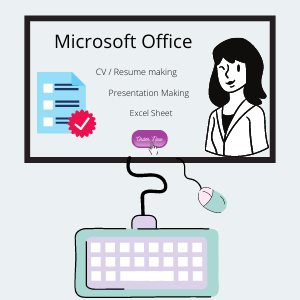 Microsoft Office
CV / Resume making
Presentation Making
Excel Sheet
Order Now